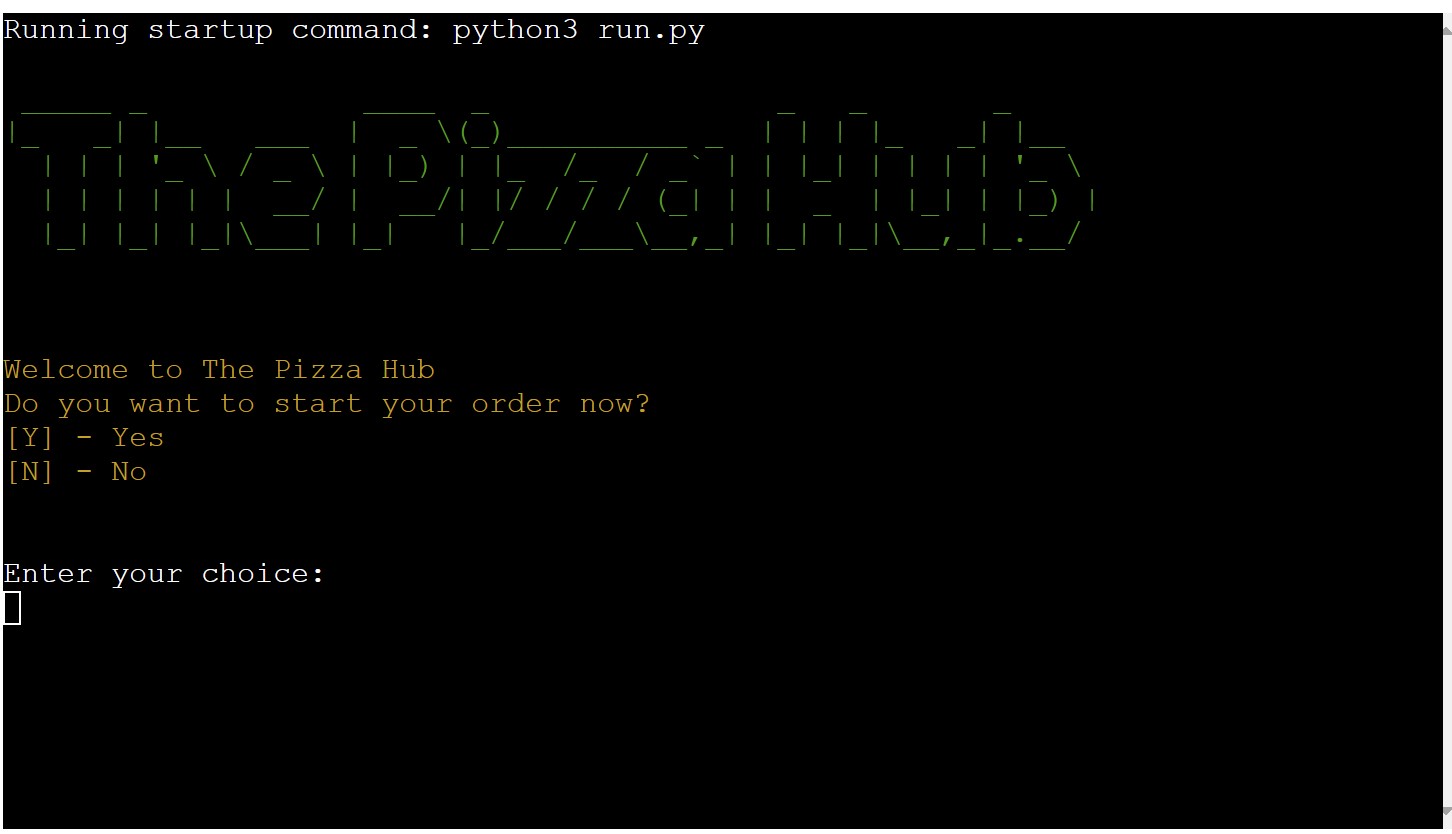 Running startup command: python3 run.py
The Pizza Hub
Welcome to The Pizza Hub
Do you want to start your order now?
[Y] - Yes
[N] - No
Enter your choice: